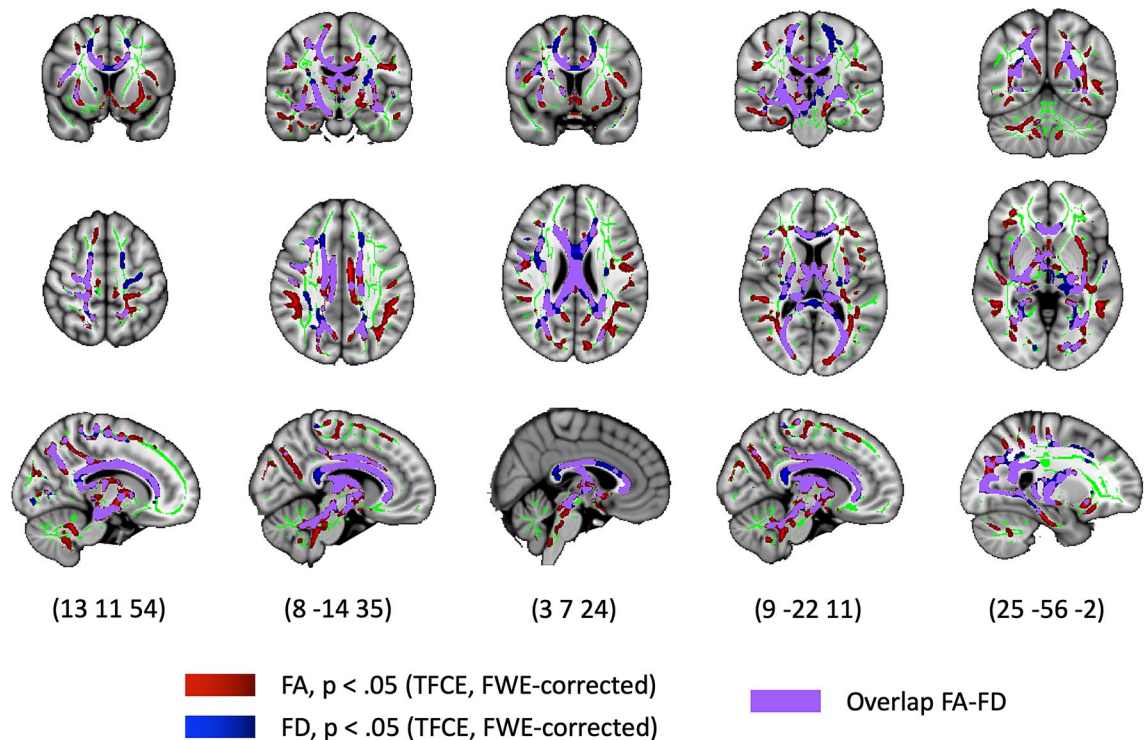 (13 11 54) (8 -14 35) (3 7 24) (9 -22 11) (25 -56 -2)
FA, p < .05 (TFCE, FWE-corrected)
Overlap FA-FD
FD, p < .05 (TFCE, FWE-corrected)